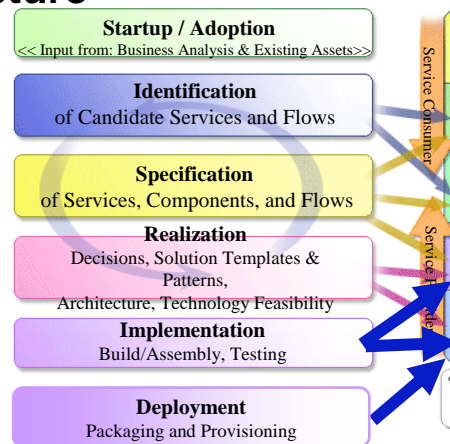 Startup / Adoption
<< Input from: Business Analysis & Existing Assets>>
Identification
of Candidate Services and Flows
Specification
of Services, Components, and Flows
Realization
Decisions, Solution Templates &
Patterns,
Architecture, Technology Feasibility
Implementation
Build/Assembly, Testing
Deployment
Packaging and Provisioning
Service Consumer
Service